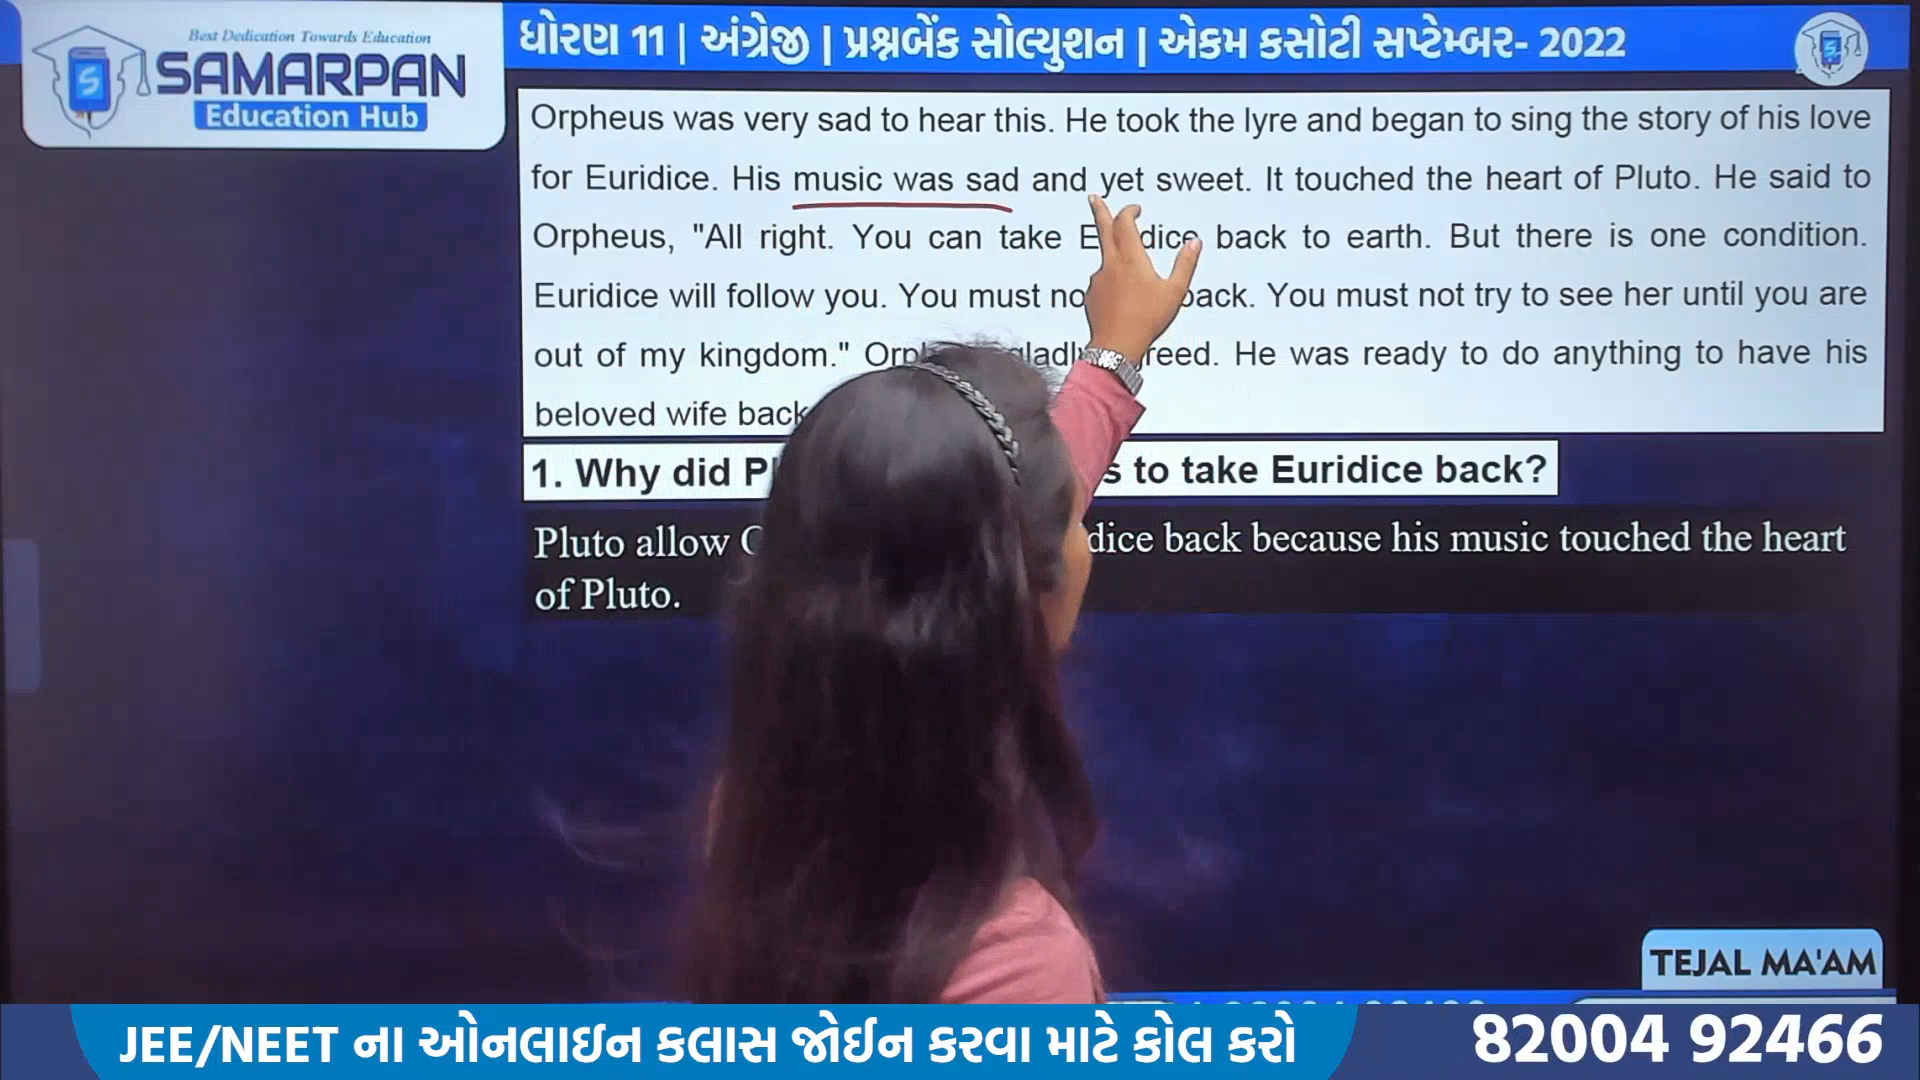 Best Dedication Towards Education
SAMARPAN
Education Hub
ધોરણ 11 | અંગ્રેજી | પ્રશ્નબેંક સોલ્યુશન | એકમ કસોટી સપ્ટેમ્બર- 2022
Orpheus was very sad to hear this. He took the lyre and began to sing the story of his love
for Euridice. His music was sad and yet sweet. It touched the heart of Pluto. He said to
Orpheus, "All right. You can take back to earth. But there is one condition.
Euridice will follow you. You must back. You must not try to see her until you are
out of my kingdom." He was ready to do anything to have his
beloved wife back
1. Why did to take Euridice back?
Pluto allow back because his music touched the heart
of Pluto.
TEJAL MA'AM
JEE/NEET ના ઓનલાઇન કલાસ જોઈન કરવા માટે કોલ કરો
82004 92466